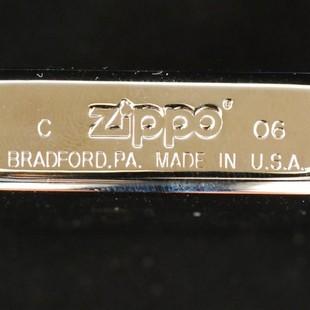 C Zippo® 06
BRADFORD, PA. MADE IN U.S.A.